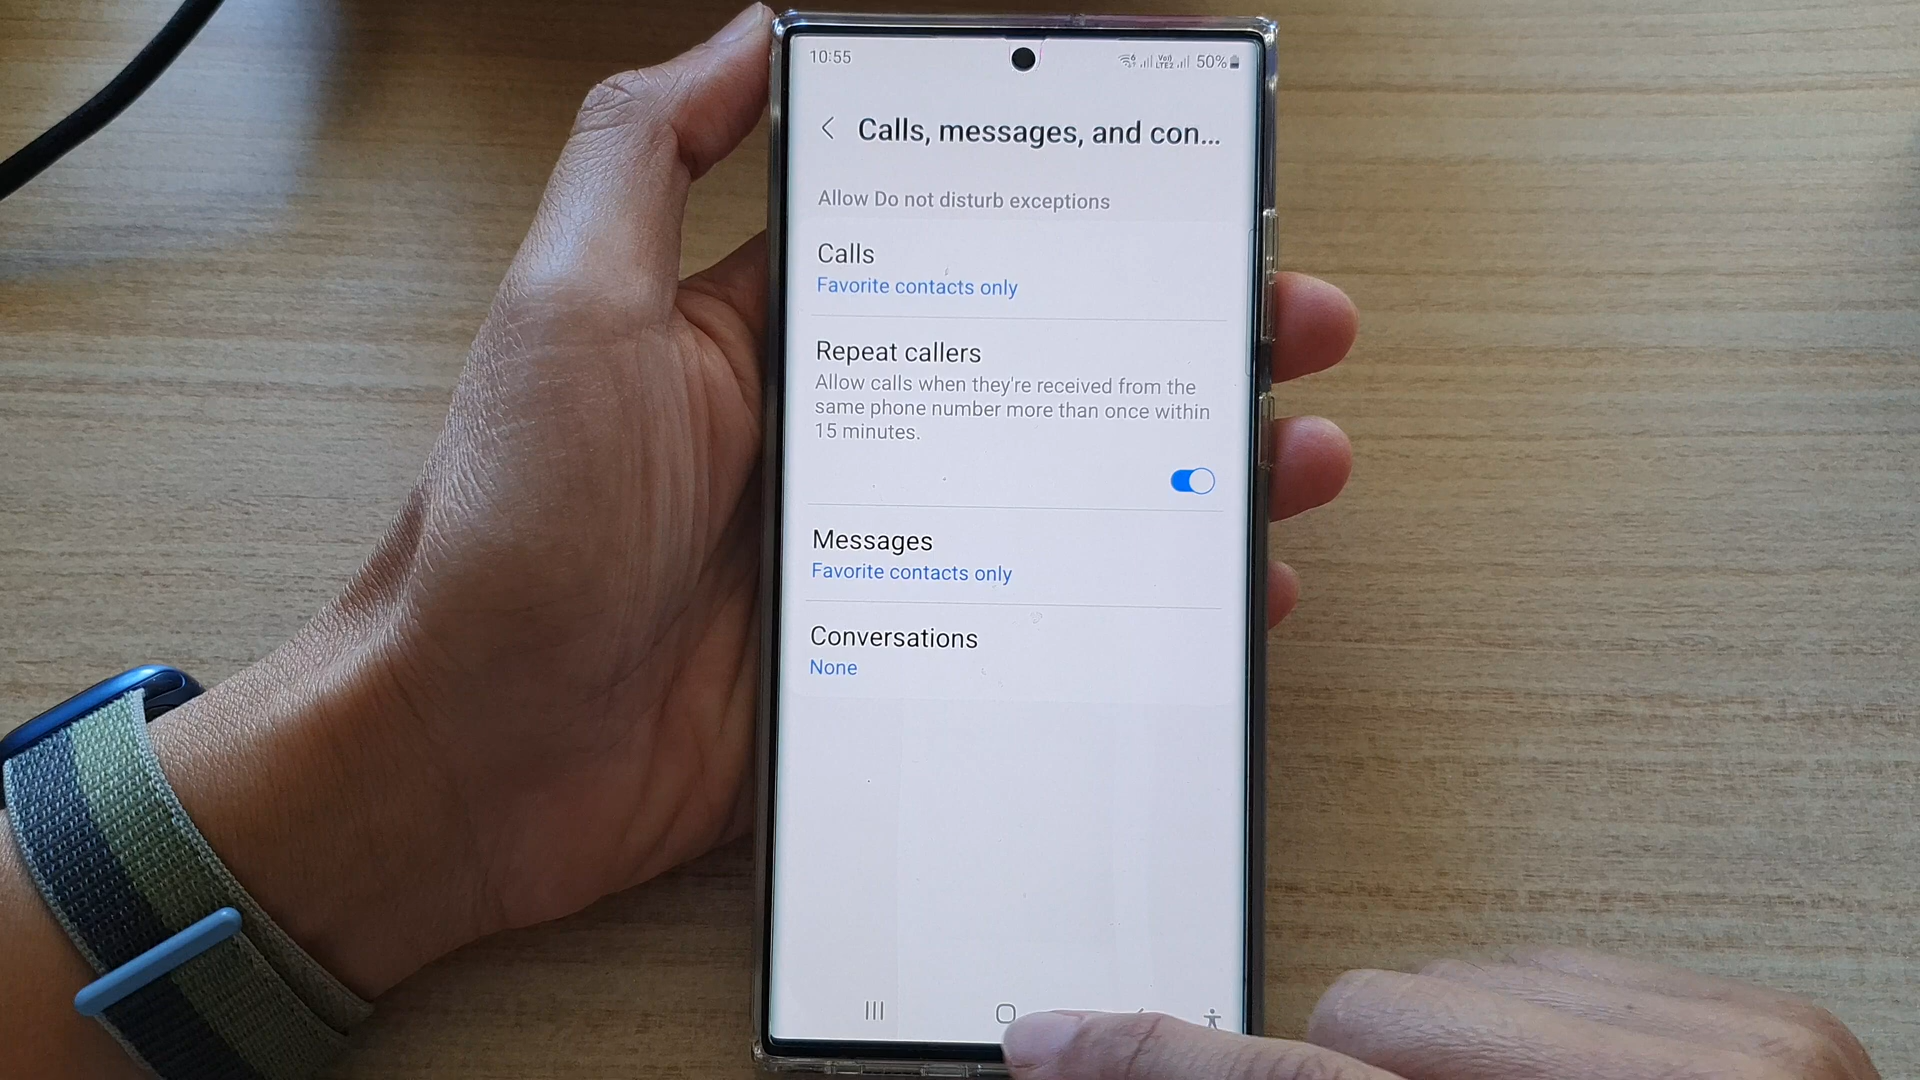 10:55
50%
Calls, messages, and con...
Allow Do not disturb exceptions
Calls
Favorite contacts only
Repeat callers
Allow calls when they're received from the
same phone number more than once within
15 minutes.
Messages
Favorite contacts only
Conversations
None